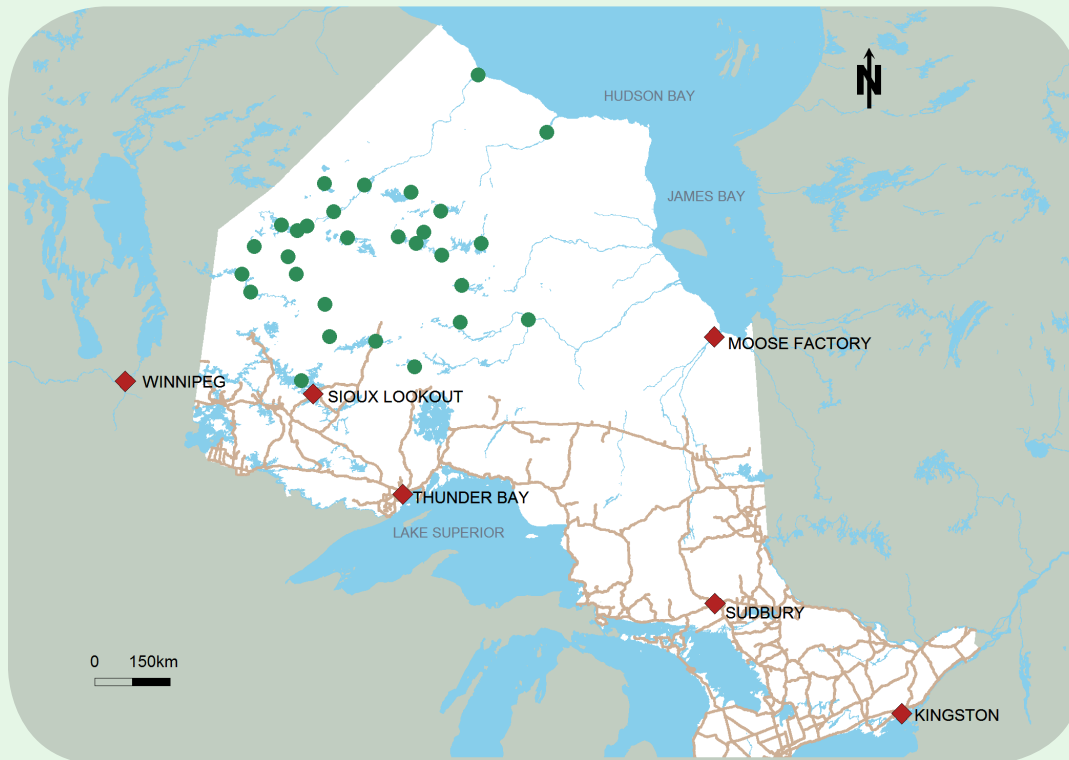 N
HUDSON BAY
JAMES BAY
MOOSE FACTORY
WINNIPEG
SIOUX LOOKOUT
THUNDER BAY
LAKE SUPERIOR
SUDBURY
0 150km
KINGSTON